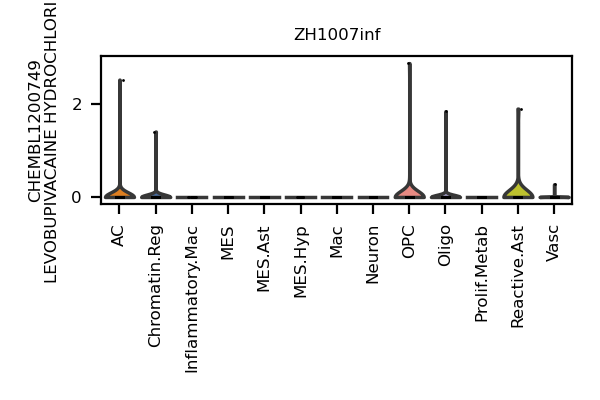 ZH1007inf
CHEMBL1200749
LEVOBUPIVACAINE HYDROCHLORI
2
0
AC
Chromatin.Reg
Inflammatory.Mac
MES
MES.Ast
MES.Hyp
Mac
Neuron
OPC
Oligo
Prolif.Metab
Reactive.Ast
Vasc